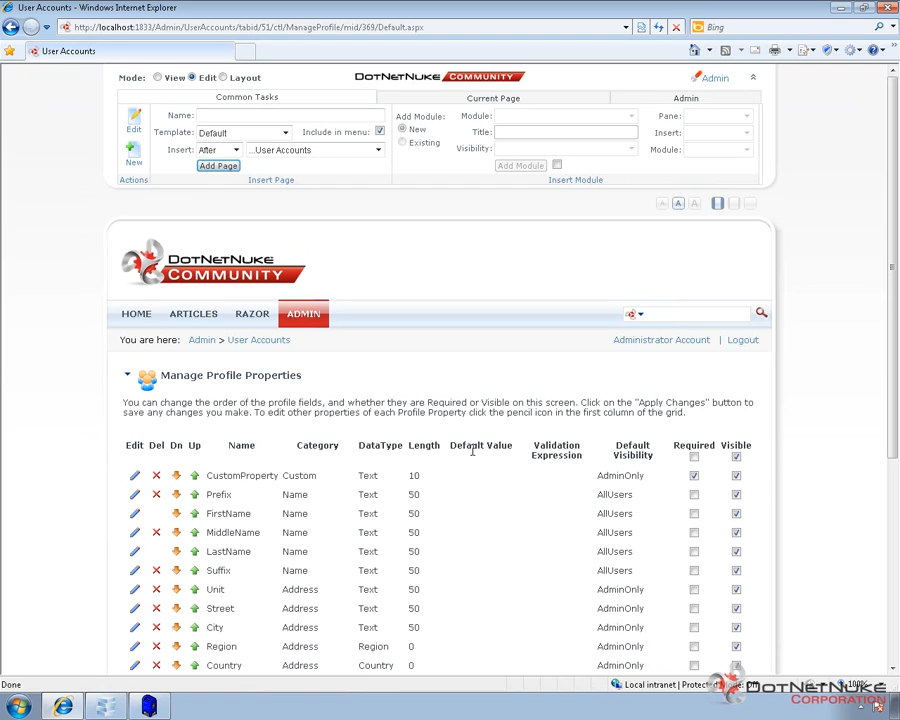 User Accounts - Windows Internet Explorer
http://localhost:1833/Admin/UserAccounts/tabid/51/ctl/ManageProfile/mid/369/Default.aspx
Bing
User Accounts
Mode: View Edit Layout
DOTNETNUKE COMMUNITY
Admin
Common Tasks
Current Page
Admin
Edit
New
Actions
Name:
Template: Default Include in menu:
Insert: After ...User Accounts
Add Page
Insert Page
Add Module: New Existing
Module:
Title:
Visibility:
Add Module
Pane:
Insert:
Module:
Insert Module
A A A
DOTNETNUKE
COMMUNITY
HOME ARTICLES RAZOR ADMIN
You are here: Admin > User Accounts Administrator Account | Logout
Manage Profile Properties
You can change the order of the profile fields, and whether they are Required or Visible on this screen. Click on the "Apply Changes" button to
save any changes you make. To edit other properties of each Profile Property click the pencil icon in the first column of the grid.
Edit Del Dn Up Name Category DataType Length Default Value Validation Expression Default Visibility Required Visible
CustomProperty Custom Text 10 AdminOnly
Prefix Name Text 50 AllUsers
FirstName Name Text 50 AllUsers
MiddleName Name Text 50 AllUsers
LastName Name Text 50 AllUsers
Suffix Name Text 50 AllUsers
Unit Address Text 50 AdminOnly
Street Address Text 50 AdminOnly
City Address Text 50 AdminOnly
Region Address Region 0 AdminOnly
Country Address Country 0 AdminOnly
Done Local intranet | Protected Mode: Off 100%
DOTNETNUKE
CORPORATION